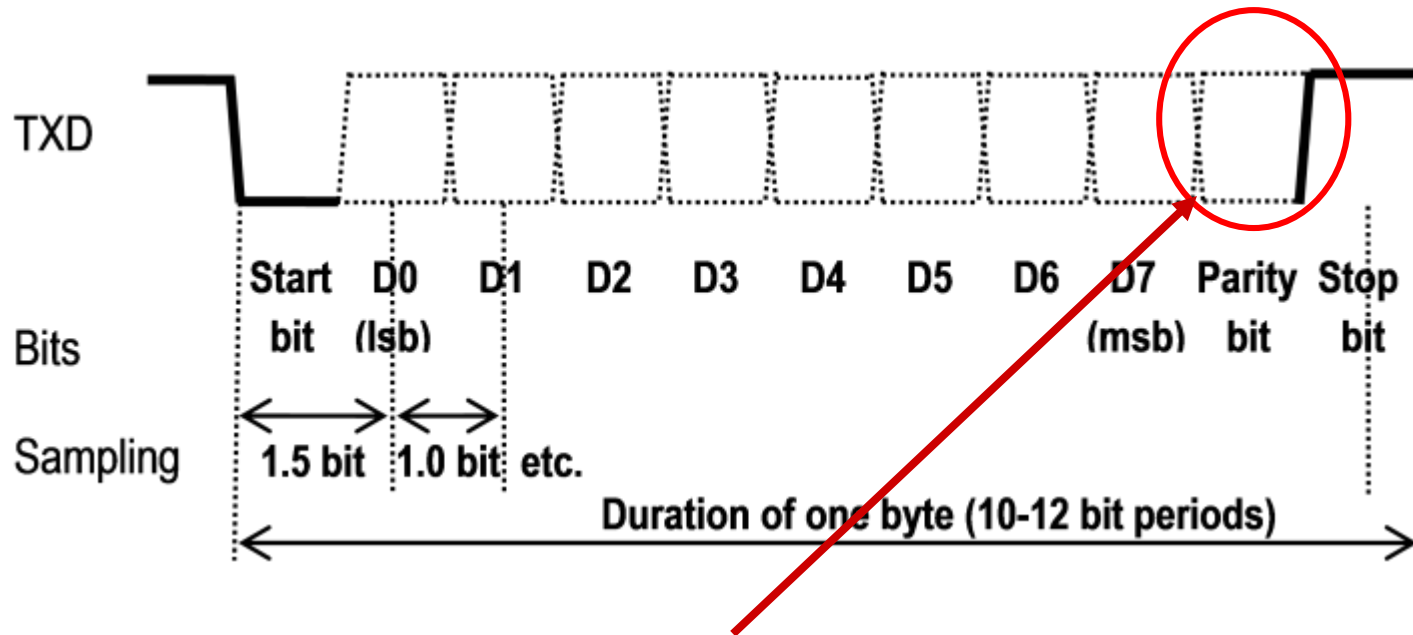 TXD
Start D0 D1 D2 D3 D4 D5 D6 D7 Parity Stop
bit (lsb) (msb) bit bit
Bits
Sampling 1.5 bit 1.0 bit etc.
Duration of one byte (10-12 bit periods)